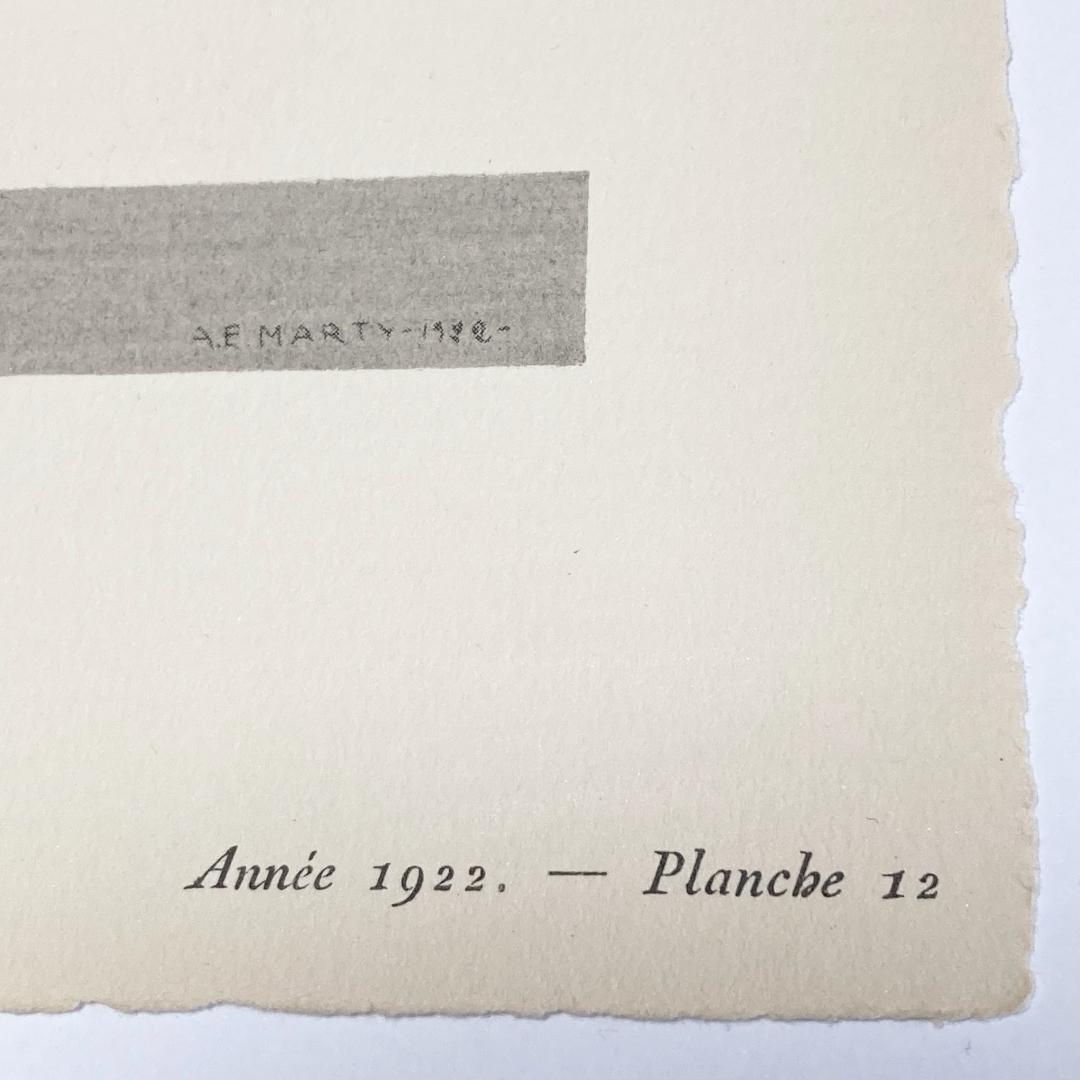 A.E. MARTY-1922-
Année 1922. — Planche 12